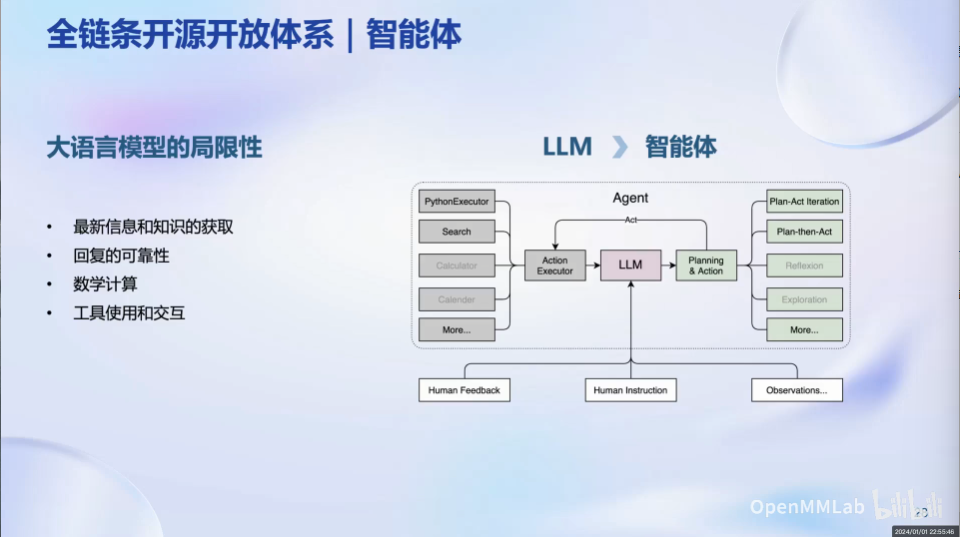 全链条开源开放体系 | 智能体
大语言模型的局限性
• 最新信息和知识的获取
• 回复的可靠性
• 数学计算
• 工具使用和交互
LLM 》 智能体
Agent
Act
PythonExecutor
Search
Calculator
Calender
More...
Action
Executor
LLM
Planning
& Action
Plan-Act Iteration
Plan-then-Act
Reflexion
Exploration
More...
Human Feedback
Human Instruction
Observations...
OpenMMLab bilibili
2024/01/01 22:55:46